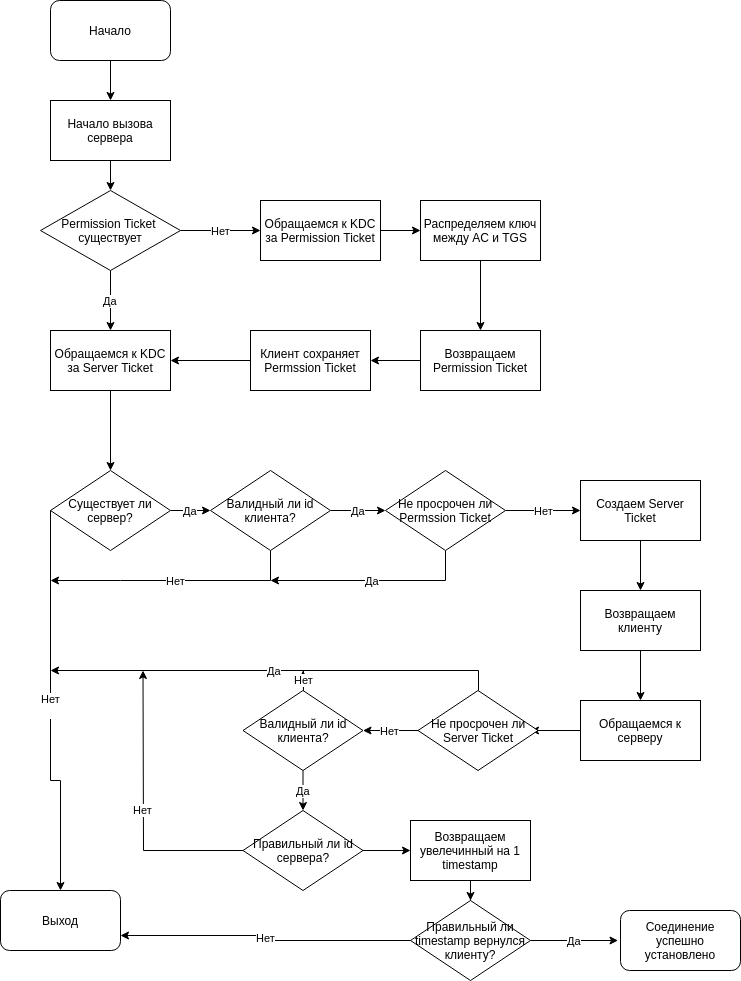 Начало
Начало вызова
сервера
Permission Ticket
существует
Нет
Обращаемся к KDC
за Permission Ticket
Распределяем ключ
между AC и TGS
Да
Обращаемся к KDC
за Server Ticket
Клиент сохраняет
Permssion Ticket
Возвращаем
Permission Ticket
Существует ли
сервер?
Да
Валидный ли id
клиента?
Да
Не просрочен ли
Permssion Ticket
Нет
Создаем Server
Ticket
Нет
Да
Возвращаем
клиенту
Да
Нет
Нет
Валидный ли id
клиента?
Нет
Не просрочен ли
Server Ticket
Обращаемся к
серверу
Да
Нет
Правильный ли id
сервера?
Возвращаем
увелечинный на 1
timestamp
Выход
Нет
Правильный ли
timestamp вернулся
клиенту?
Да
Соединение
успешно
установлено